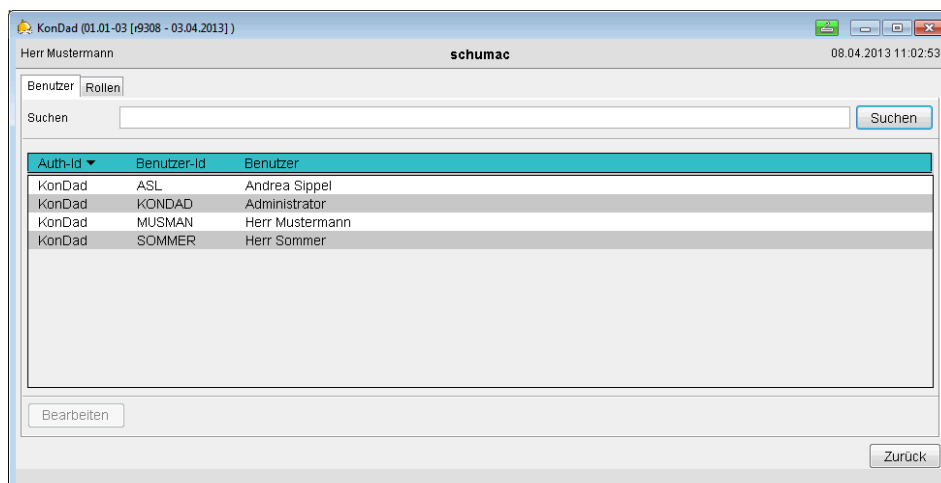 KonDad (01.01-03 [r9308 - 03.04.2013] )
Herr Mustermann schumac 08.04.2013 11:02:53
Benutzer Rollen
Suchen Suchen
Auth-Id Benutzer-Id Benutzer
KonDad ASL Andrea Sippel
KonDad KONDAD Administrator
KonDad MUSMAN Herr Mustermann
KonDad SOMMER Herr Sommer
Bearbeiten
Zurück